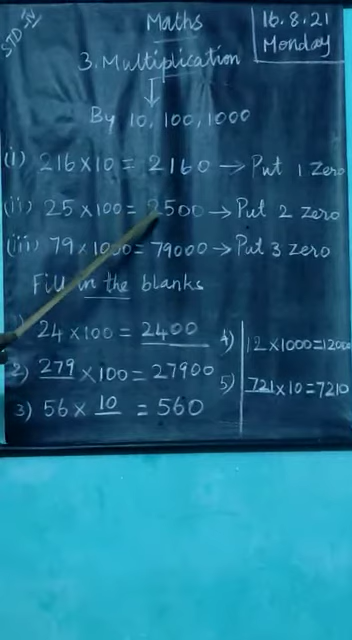 STD: IV
Maths
16.8.21
Monday
3. Multiplication
By 10, 100, 1000
(i) 216 × 10 = 2160 → Put 1 Zero
(ii) 25 × 100 = 2500 → Put 2 Zero
(iii) 79 × 1000 = 79000 → Put 3 Zero
Fill in the blanks
24 × 100 = 2400
2) 279 × 100 = 27900
3) 56 × 10 = 560
4) 12 × 1000 = 12000
5) 721 × 10 = 7210